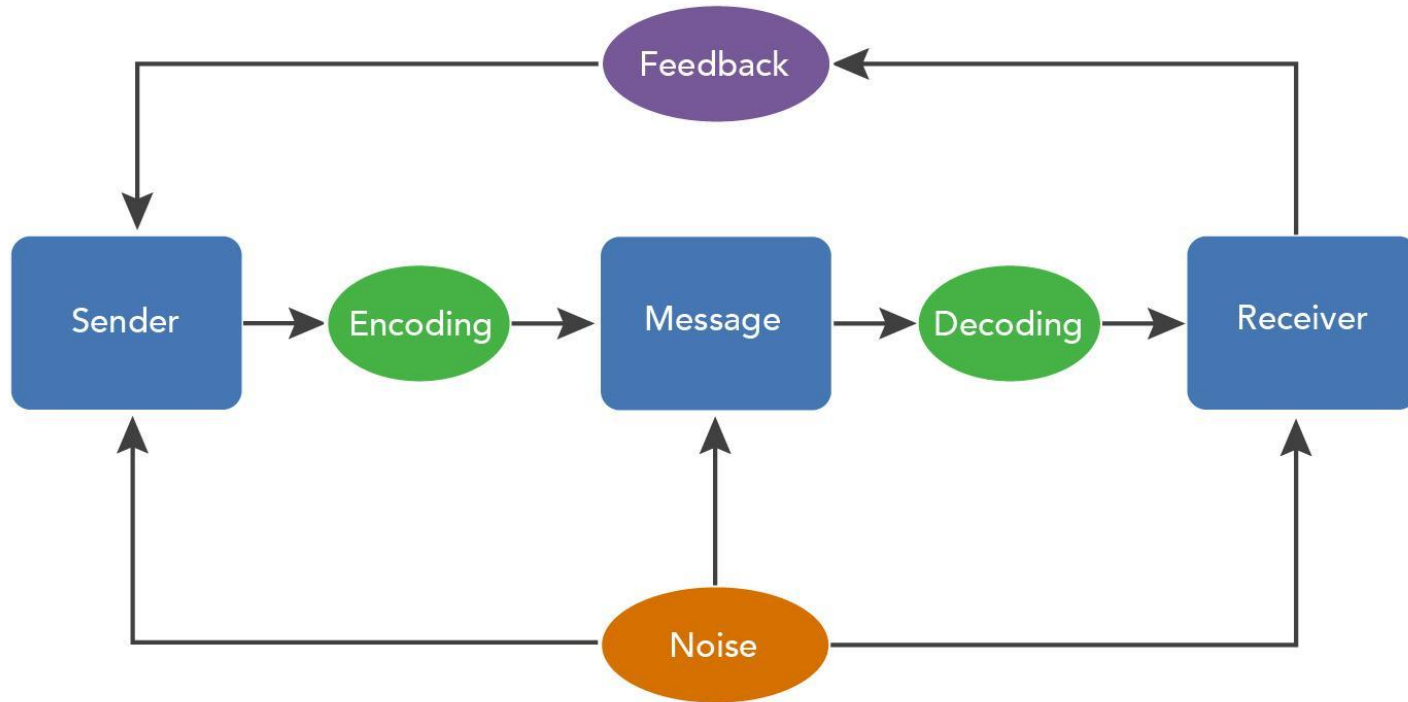 Feedback
Sender
Encoding
Message
Decoding
Receiver
Noise